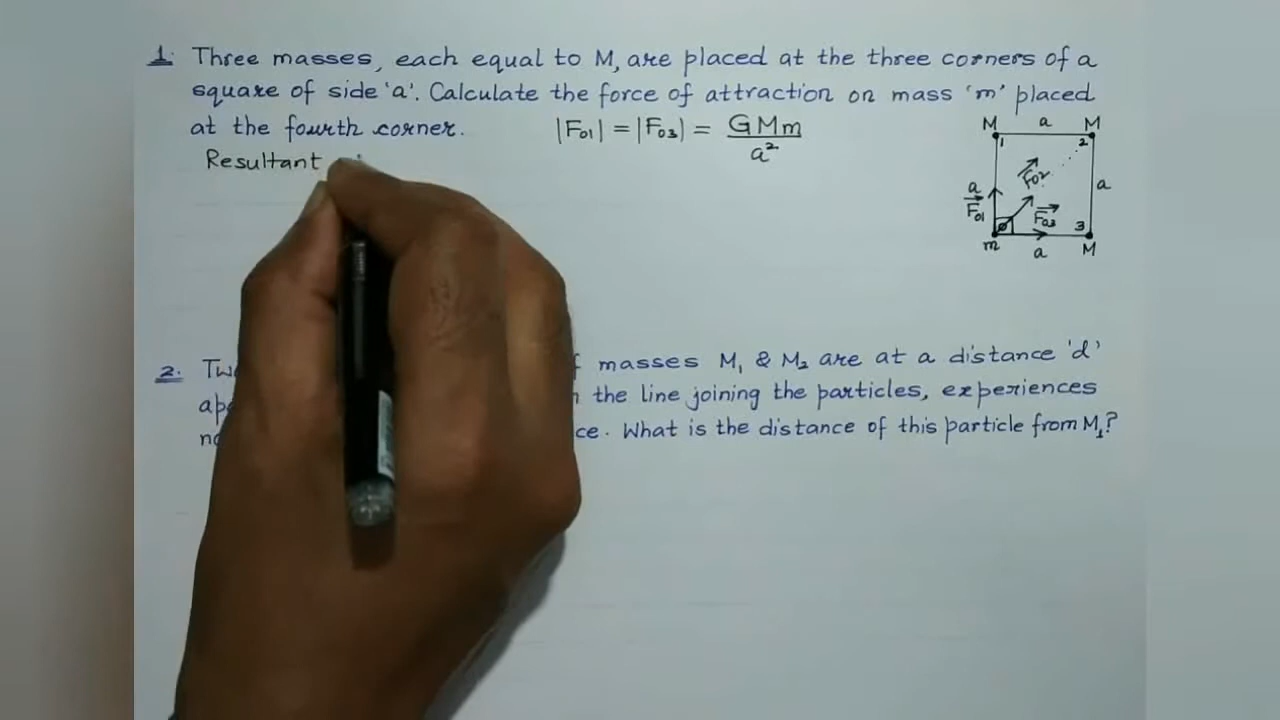 1. Three masses, each equal to M, are placed at the three corners of a
square of side 'a'. Calculate the force of attraction on mass 'm' placed
at the fourth corner. |F₀₁| = |F₀₃| = GMm/a²
Resultant
M a M
1 2
a F₀₁ F₀₂ a
F₀₃ 3
m a M
2. masses M₁ & M₂ are at a distance 'd'
the line joining the particles, experiences
What is the distance of this particle from M₁?